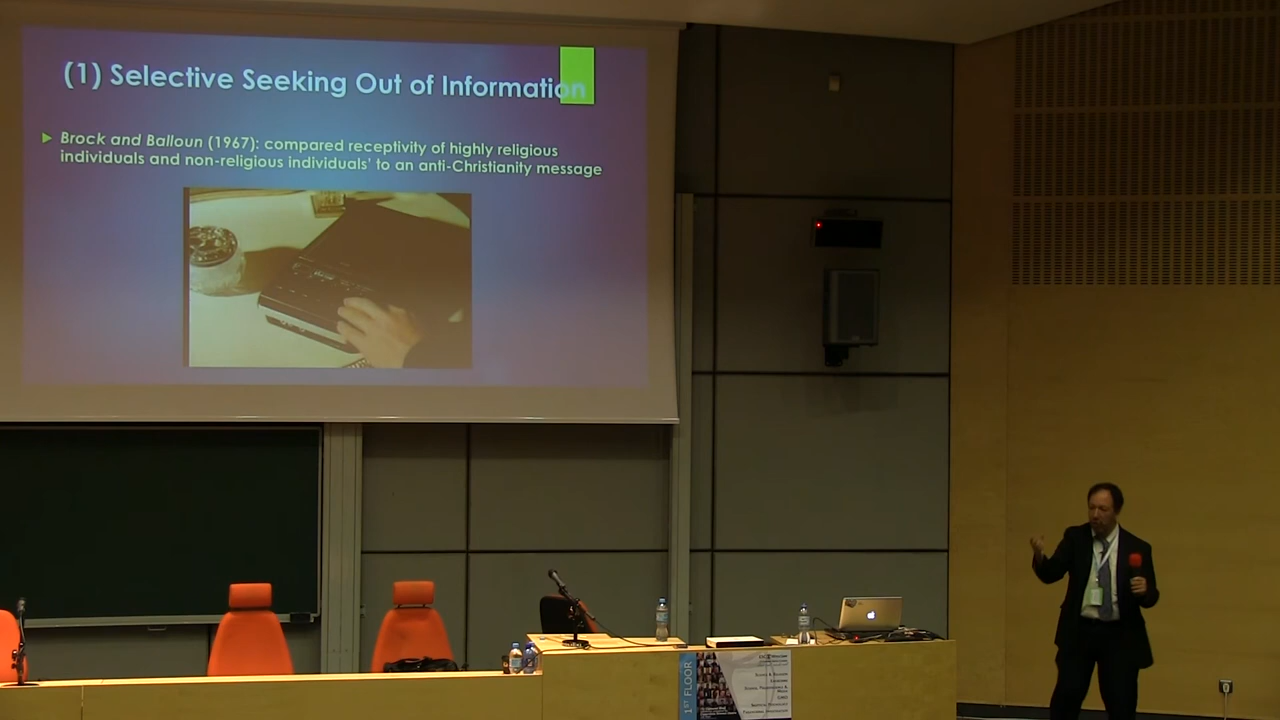 (1) Selective Seeking Out of Information
Brock and Balloun (1967): compared receptivity of highly religious
individuals and non-religious individuals' to an anti-Christianity message
1ST FLOOR